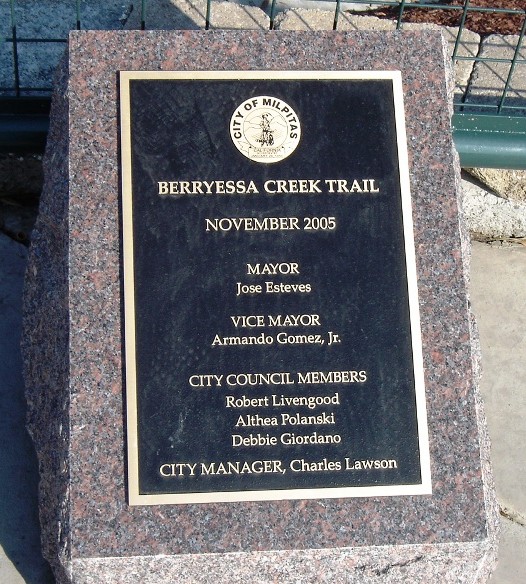 CITY OF MILPITAS
BERRYESSA CREEK TRAIL
NOVEMBER 2005
MAYOR
Jose Esteves
VICE MAYOR
Armando Gomez, Jr.
CITY COUNCIL MEMBERS
Robert Livengood
Althea Polanski
Debbie Giordano
CITY MANAGER, Charles Lawson